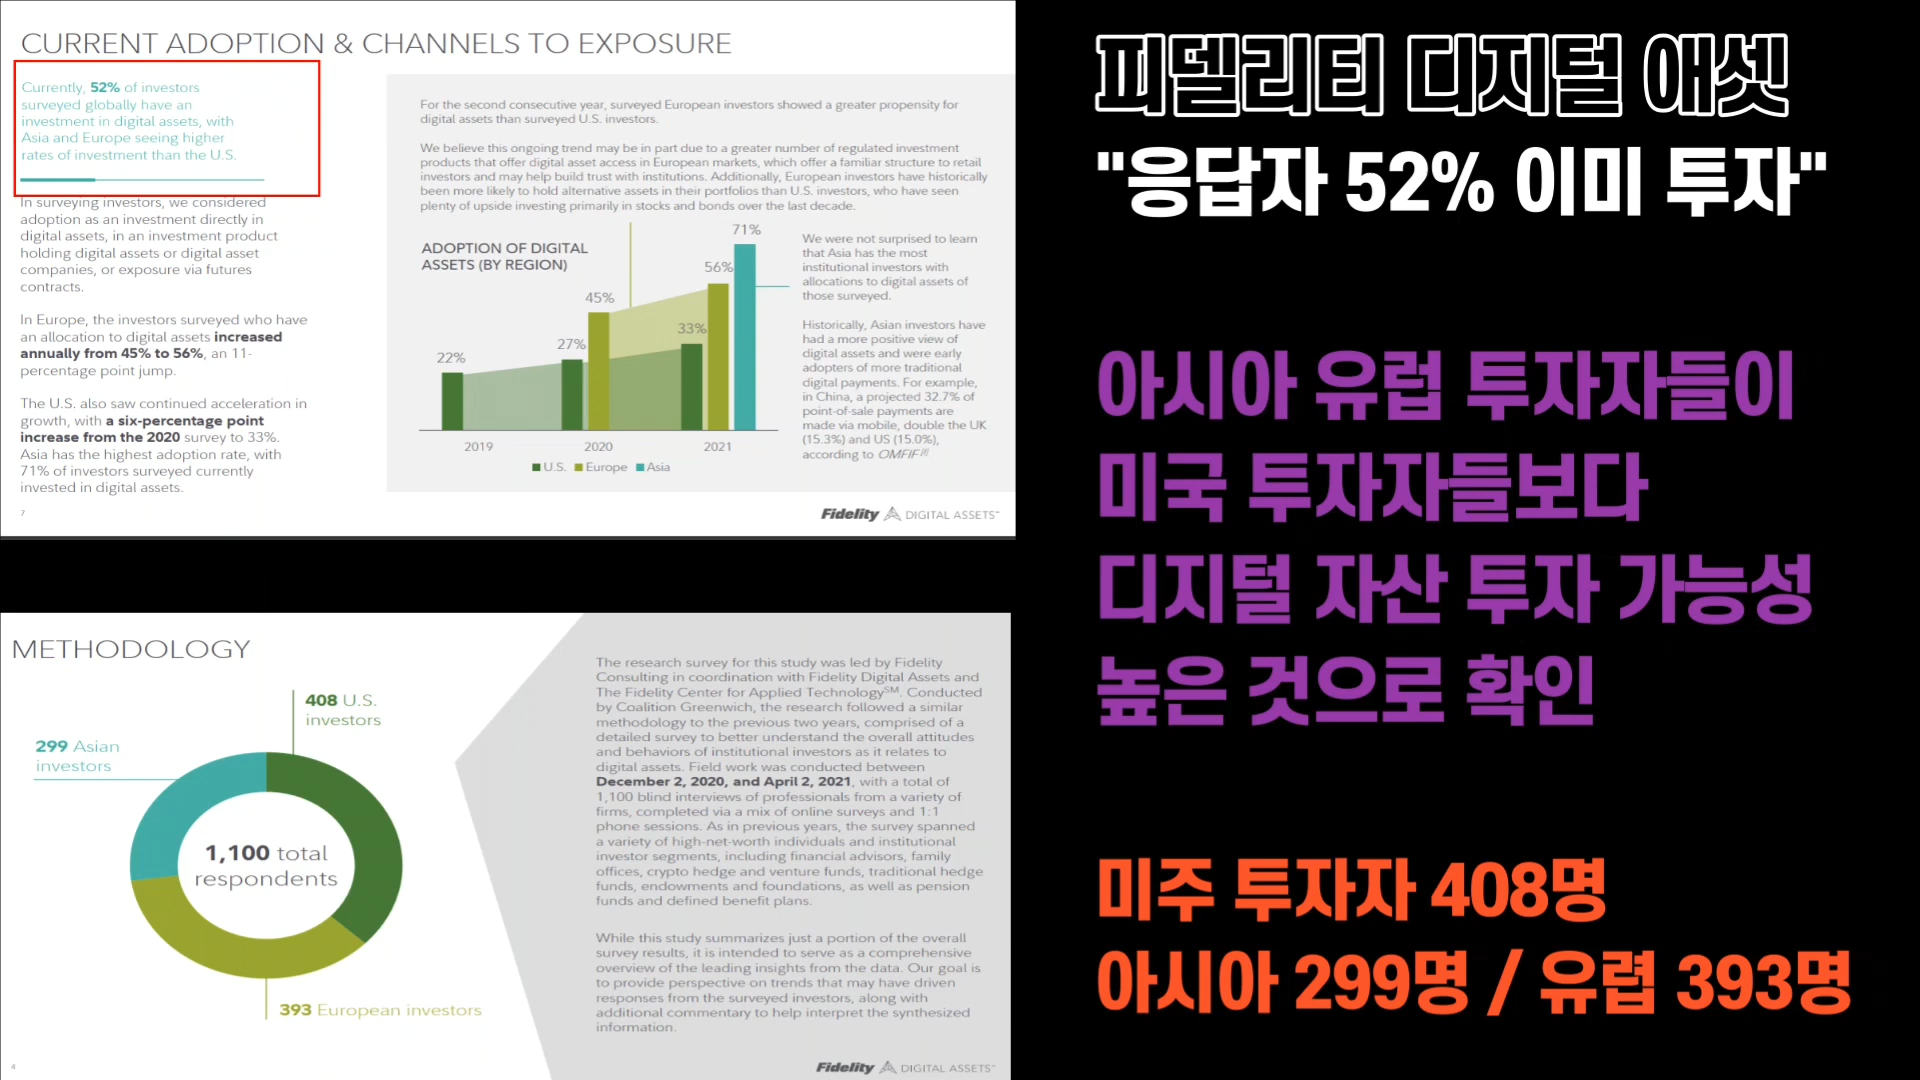 CURRENT ADOPTION & CHANNELS TO EXPOSURE
Currently, 52% of investors
surveyed globally have an
investment in digital assets, with
Asia and Europe seeing higher
rates of investment than the U.S.
In surveying investors, we considered
adoption as an investment directly in
digital assets, in an investment product
holding digital assets or digital asset
companies, or exposure via futures
contracts.
In Europe, the investors surveyed who have
an allocation to digital assets increased
annually from 45% to 56%, an 11-
percentage point jump.
The U.S. also saw continued acceleration in
growth, with a six-percentage point
increase from the 2020 survey to 33%.
Asia has the highest adoption rate, with
71% of investors surveyed currently
invested in digital assets.
7
For the second consecutive year, surveyed European investors showed a greater propensity for
digital assets than surveyed U.S. investors.
We believe this ongoing trend may be in part due to a greater number of regulated investment
products that offer digital asset access in European markets, which offer a familiar structure to retail
investors and may help build trust with institutions. Additionally, European investors have historically
been more likely to hold alternative assets in their portfolios than U.S. investors, who have seen
plenty of upside investing primarily in stocks and bonds over the last decade.
ADOPTION OF DIGITAL
ASSETS (BY REGION)
22%
27%
45%
33%
56%
71%
2019
2020
2021
U.S.
Europe
Asia
We were not surprised to learn
that Asia has the most
institutional investors with
allocations to digital assets of
those surveyed.
Historically, Asian investors have
had a more positive view of
digital assets and were early
adopters of more traditional
digital payments. For example,
in China, a projected 32.7% of
point-of-sale payments are
made via mobile, double the UK
(15.3%) and US (15.0%),
according to OMFIF
Fidelity DIGITAL ASSETS℠
METHODOLOGY
408 U.S.
investors
299 Asian
investors
1,100 total
respondents
393 European investors
4
The research survey for this study was led by Fidelity
Consulting in coordination with Fidelity Digital Assets and
The Fidelity Center for Applied Technology℠. Conducted
by Coalition Greenwich, the research followed a similar
methodology to the previous two years, comprised of a
detailed survey to better understand the overall attitudes
and behaviors of institutional investors as it relates to
digital assets. Field work was conducted between
December 2, 2020, and April 2, 2021, with a total of
1,100 blind interviews of professionals from a variety of
firms, completed via a mix of online surveys and 1:1
phone sessions. As in previous years, the survey spanned
a variety of high-net-worth individuals and institutional
investor segments, including financial advisors, family
offices, crypto hedge and venture funds, traditional hedge
funds, endowments and foundations, as well as pension
funds and defined benefit plans.
While this study summarizes just a portion of the overall
survey results, it is intended to serve as a comprehensive
overview of the leading insights from the data. Our goal is
to provide perspective on trends that may have driven
responses from the surveyed investors, along with
additional commentary to help interpret the synthesized
information.
Fidelity DIGITAL ASSETS℠
피델리티 디지털 애셋
"응답자 52% 이미 투자"
아시아 유럽 투자자들이
미국 투자자들보다
디지털 자산 투자 가능성
높은 것으로 확인
미주 투자자 408명
아시아 299명 / 유렵 393명